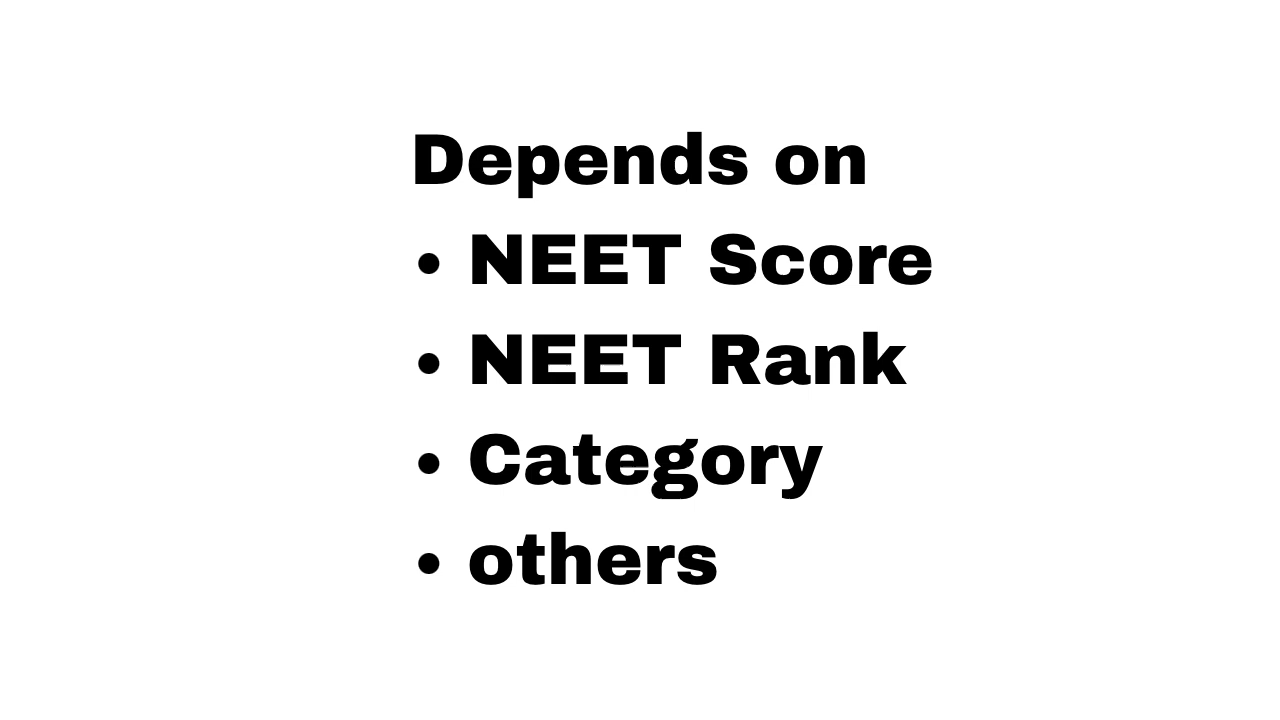 Depends on
• NEET Score
• NEET Rank
• Category
• others